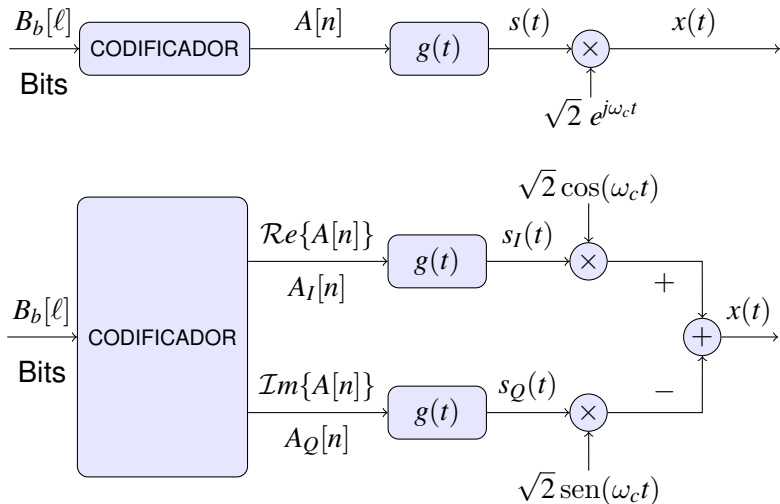 B_b[ℓ]
Bits
CODIFICADOR
A[n]
g(t)
s(t)
×
x(t)
√2 e^{jω_c t}
√2 cos(ω_c t)
Re{A[n]}
A_I[n]
g(t)
s_I(t)
×
+
B_b[ℓ]
Bits
CODIFICADOR
+
x(t)
Im{A[n]}
A_Q[n]
g(t)
s_Q(t)
×
−
√2 sen(ω_c t)